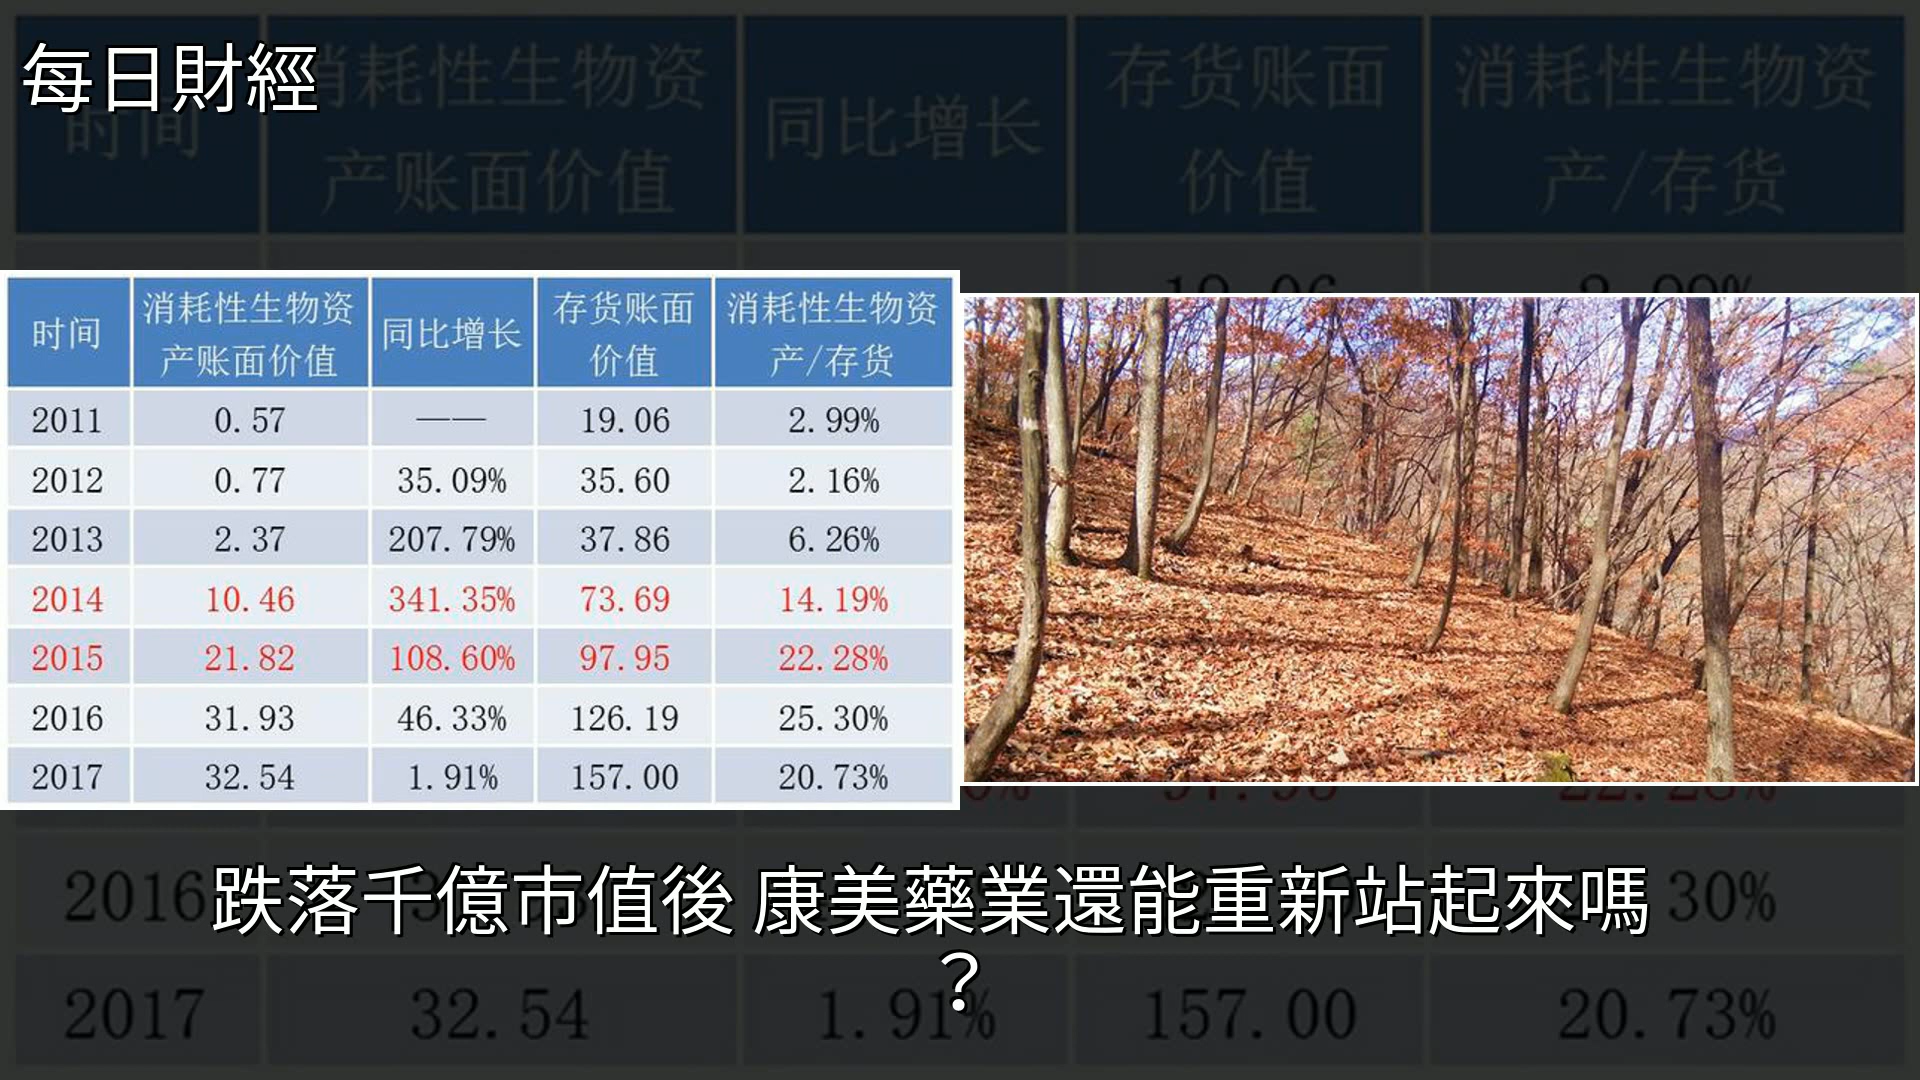 每日財經
时间 消耗性生物资产账面价值 同比增长 存货账面价值 消耗性生物资产/存货
2011 0.57 —— 19.06 2.99%
2012 0.77 35.09% 35.60 2.16%
2013 2.37 207.79% 37.86 6.26%
2014 10.46 341.35% 73.69 14.19%
2015 21.82 108.60% 97.95 22.28%
2016 31.93 46.33% 126.19 25.30%
2017 32.54 1.91% 157.00 20.73%
跌落千億市值後 康美藥業還能重新站起來嗎
？